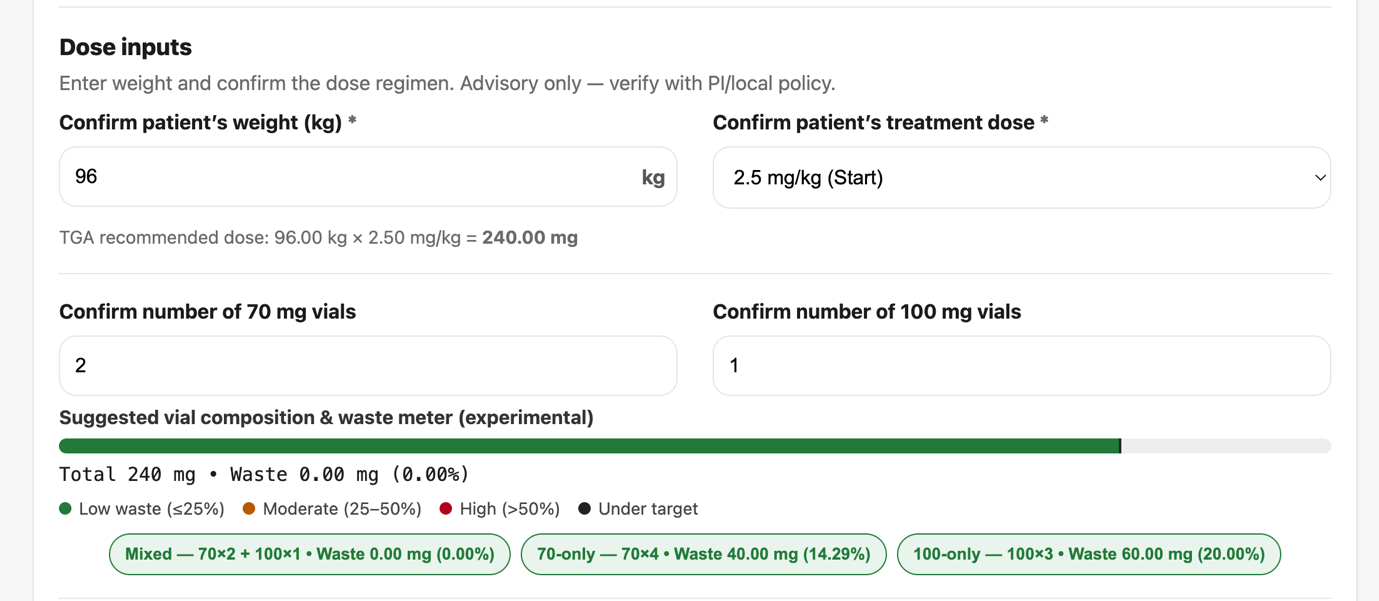 Dose inputs
Enter weight and confirm the dose regimen. Advisory only — verify with PI/local policy.
Confirm patient’s weight (kg) *
Confirm patient’s treatment dose *
96
kg
2.5 mg/kg (Start)
TGA recommended dose: 96.00 kg × 2.50 mg/kg = 240.00 mg
Confirm number of 70 mg vials
Confirm number of 100 mg vials
2
1
Suggested vial composition & waste meter (experimental)
Total 240 mg • Waste 0.00 mg (0.00%)
Low waste (≤25%)
Moderate (25–50%)
High (>50%)
Under target
Mixed — 70×2 + 100×1 • Waste 0.00 mg (0.00%)
70-only — 70×4 • Waste 40.00 mg (14.29%)
100-only — 100×3 • Waste 60.00 mg (20.00%)